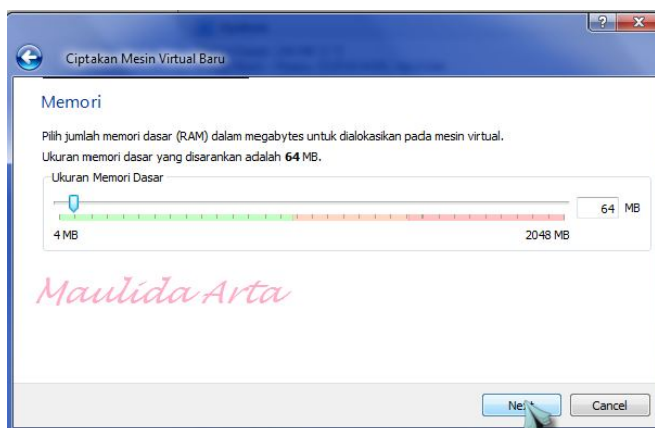 Ciptakan Mesin Virtual Baru
Memori
Pilih jumlah memori dasar (RAM) dalam megabytes untuk dialokasikan pada mesin virtual.
Ukuran memori dasar yang disarankan adalah 64 MB.
Ukuran Memori Dasar
64 MB
4 MB 2048 MB
Maulida Arta
Next Cancel